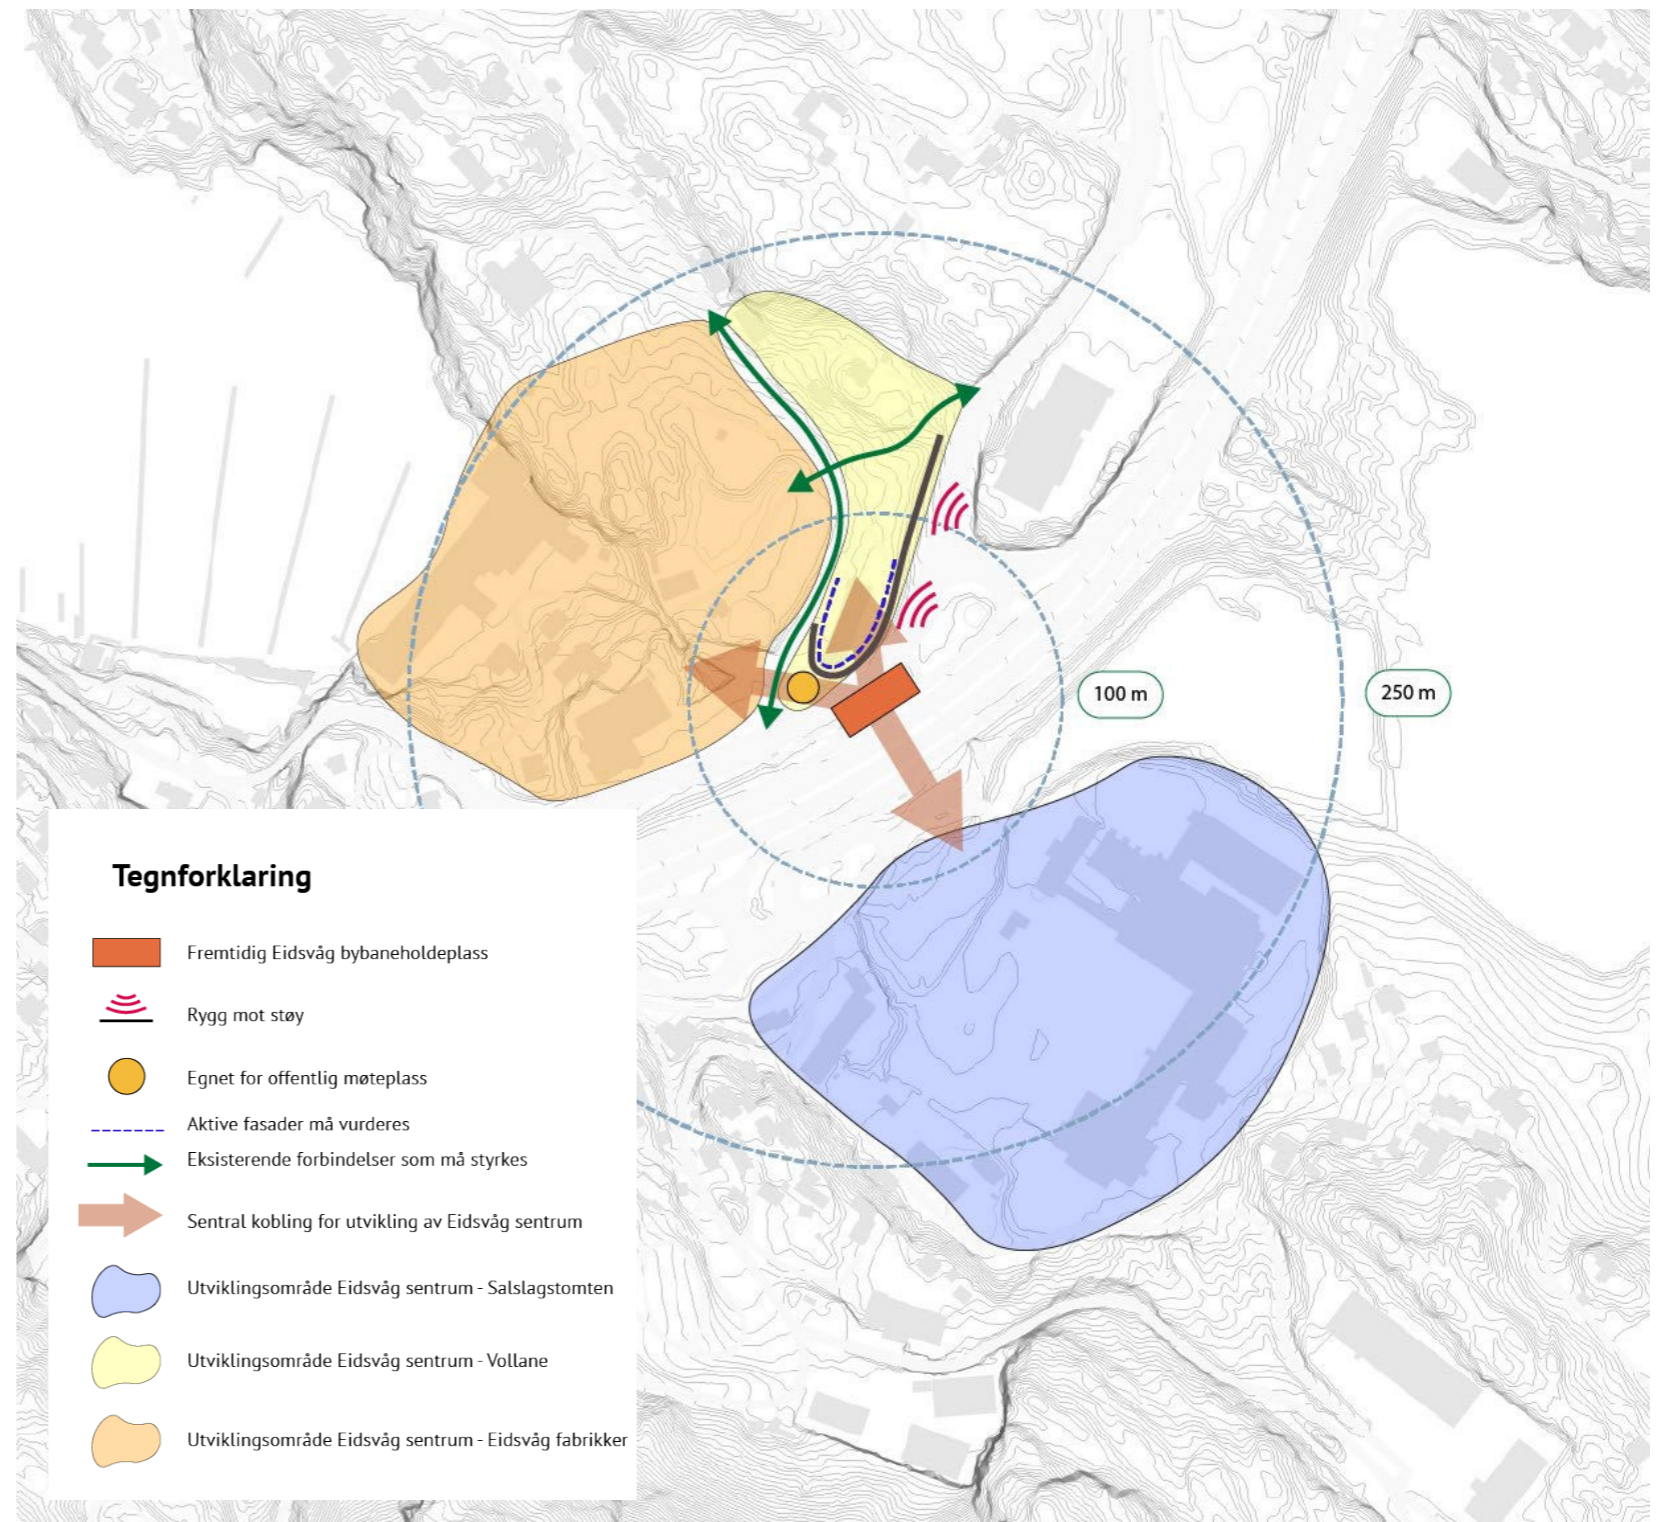 100 m
250 m
Tegnforklaring
Fremtidig Eidsvåg bybaneholdeplass
Rygg mot støy
Egnet for offentlig møteplass
Aktive fasader må vurderes
Eksisterende forbindelser som må styrkes
Sentral kobling for utvikling av Eidsvåg sentrum
Utviklingsområde Eidsvåg sentrum - Salslagstomten
Utviklingsområde Eidsvåg sentrum - Vollane
Utviklingsområde Eidsvåg sentrum - Eidsvåg fabrikker